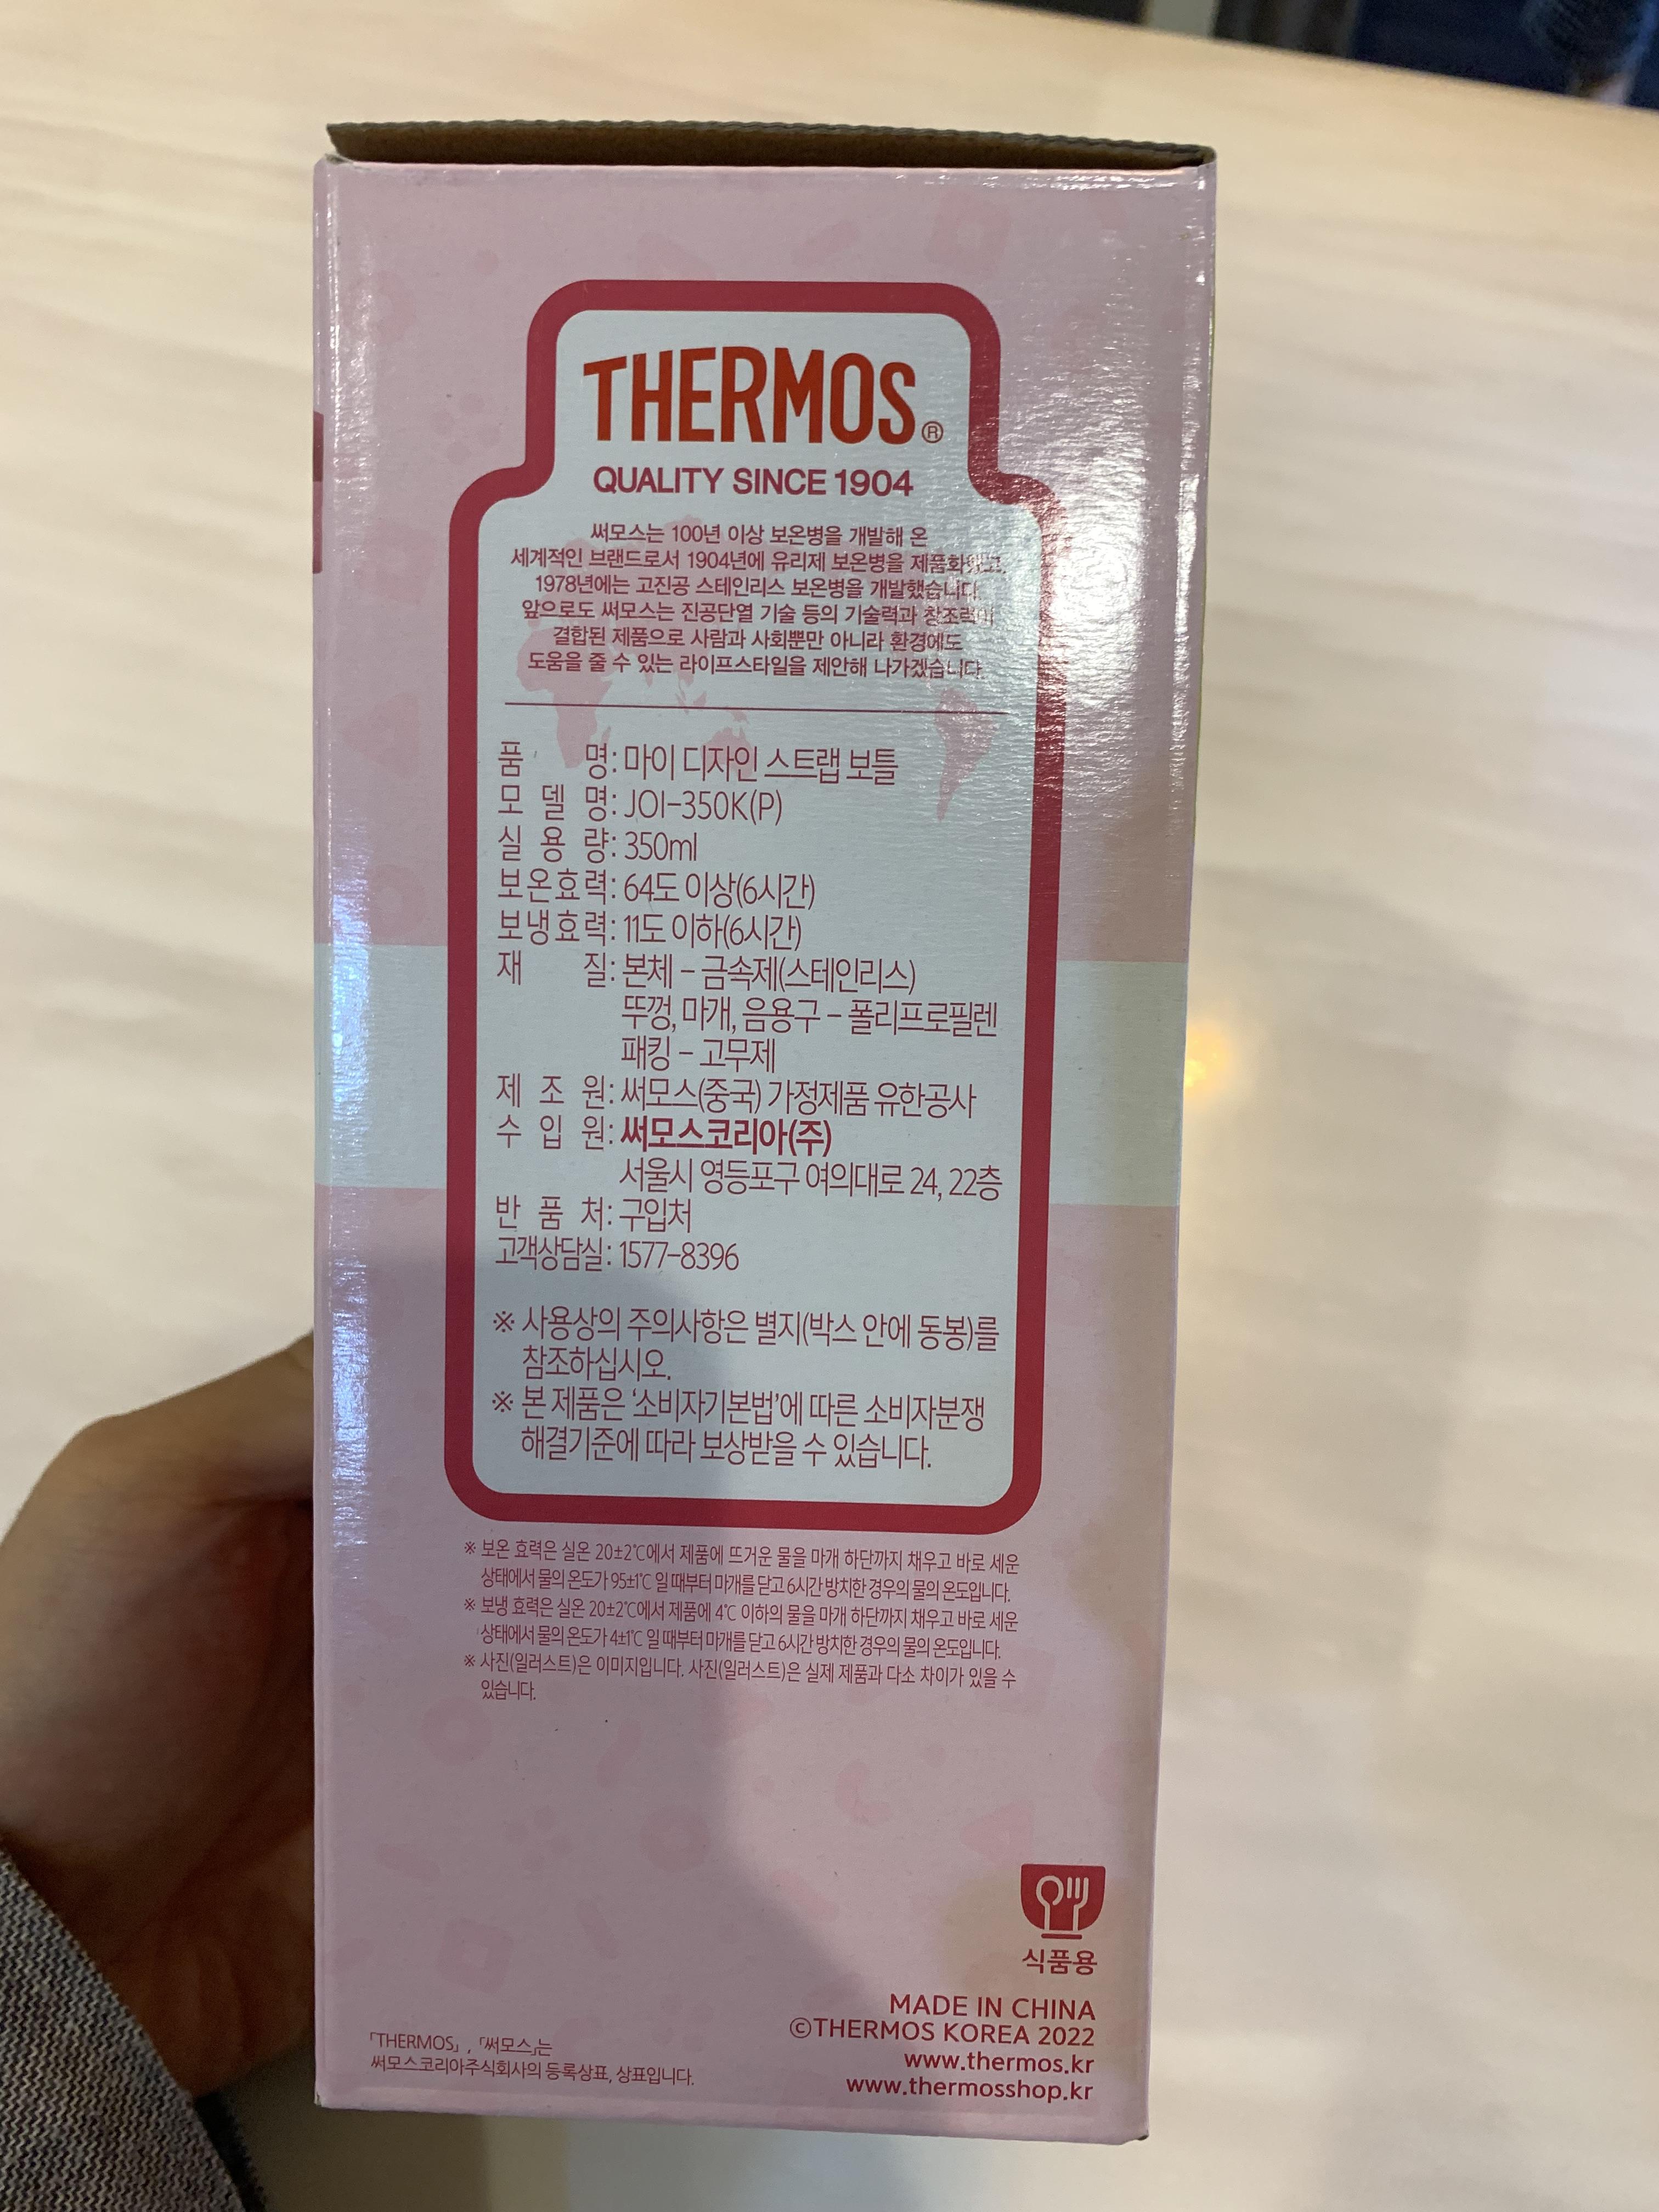 THERMOS®
QUALITY SINCE 1904
써모스는 100년 이상 보온병을 개발해 온
세계적인 브랜드로서 1904년에 유리제 보온병을 제품화했고,
1978년에는 고진공 스테인리스 보온병을 개발했습니다.
앞으로도 써모스는 진공단열 기술 등의 기술력과 창조력이
결합된 제품으로 사람과 사회뿐만 아니라 환경에도
도움을 줄 수 있는 라이프스타일을 제안해 나가겠습니다.
품 명: 마이 디자인 스트랩 보틀
모 델 명: JOI-350K(P)
실 용 량: 350ml
보온효력: 64도 이상(6시간)
보냉효력: 11도 이하(6시간)
재 질: 본체 - 금속제(스테인리스)
뚜껑, 마개, 음용구 - 폴리프로필렌
패킹 - 고무제
제 조 원: 써모스(중국) 가정제품 유한공사
수 입 원: 써모스코리아(주)
서울시 영등포구 여의대로 24, 22층
반 품 처: 구입처
고객상담실: 1577-8396
※ 사용상의 주의사항은 별지(박스 안에 동봉)를
참조하십시오.
※ 본 제품은 '소비자기본법'에 따른 소비자분쟁
해결기준에 따라 보상받을 수 있습니다.
※ 보온 효력은 실온 20±2℃에서 제품에 뜨거운 물을 마개 하단까지 채우고 바로 세운
상태에서 물의 온도가 95±1℃ 일 때부터 마개를 닫고 6시간 방치한 경우의 물의 온도입니다.
※ 보냉 효력은 실온 20±2℃에서 제품에 4℃ 이하의 물을 마개 하단까지 채우고 바로 세운
상태에서 물의 온도가 4±1℃ 일 때부터 마개를 닫고 6시간 방치한 경우의 물의 온도입니다.
※ 사진(일러스트)은 이미지입니다. 사진(일러스트)은 실제 제품과 다소 차이가 있을 수
있습니다.
식품용
MADE IN CHINA
©THERMOS KOREA 2022
www.thermos.kr
www.thermosshop.kr
「THERMOS」, 「써모스」는
써모스코리아주식회사의 등록상표, 상표입니다.